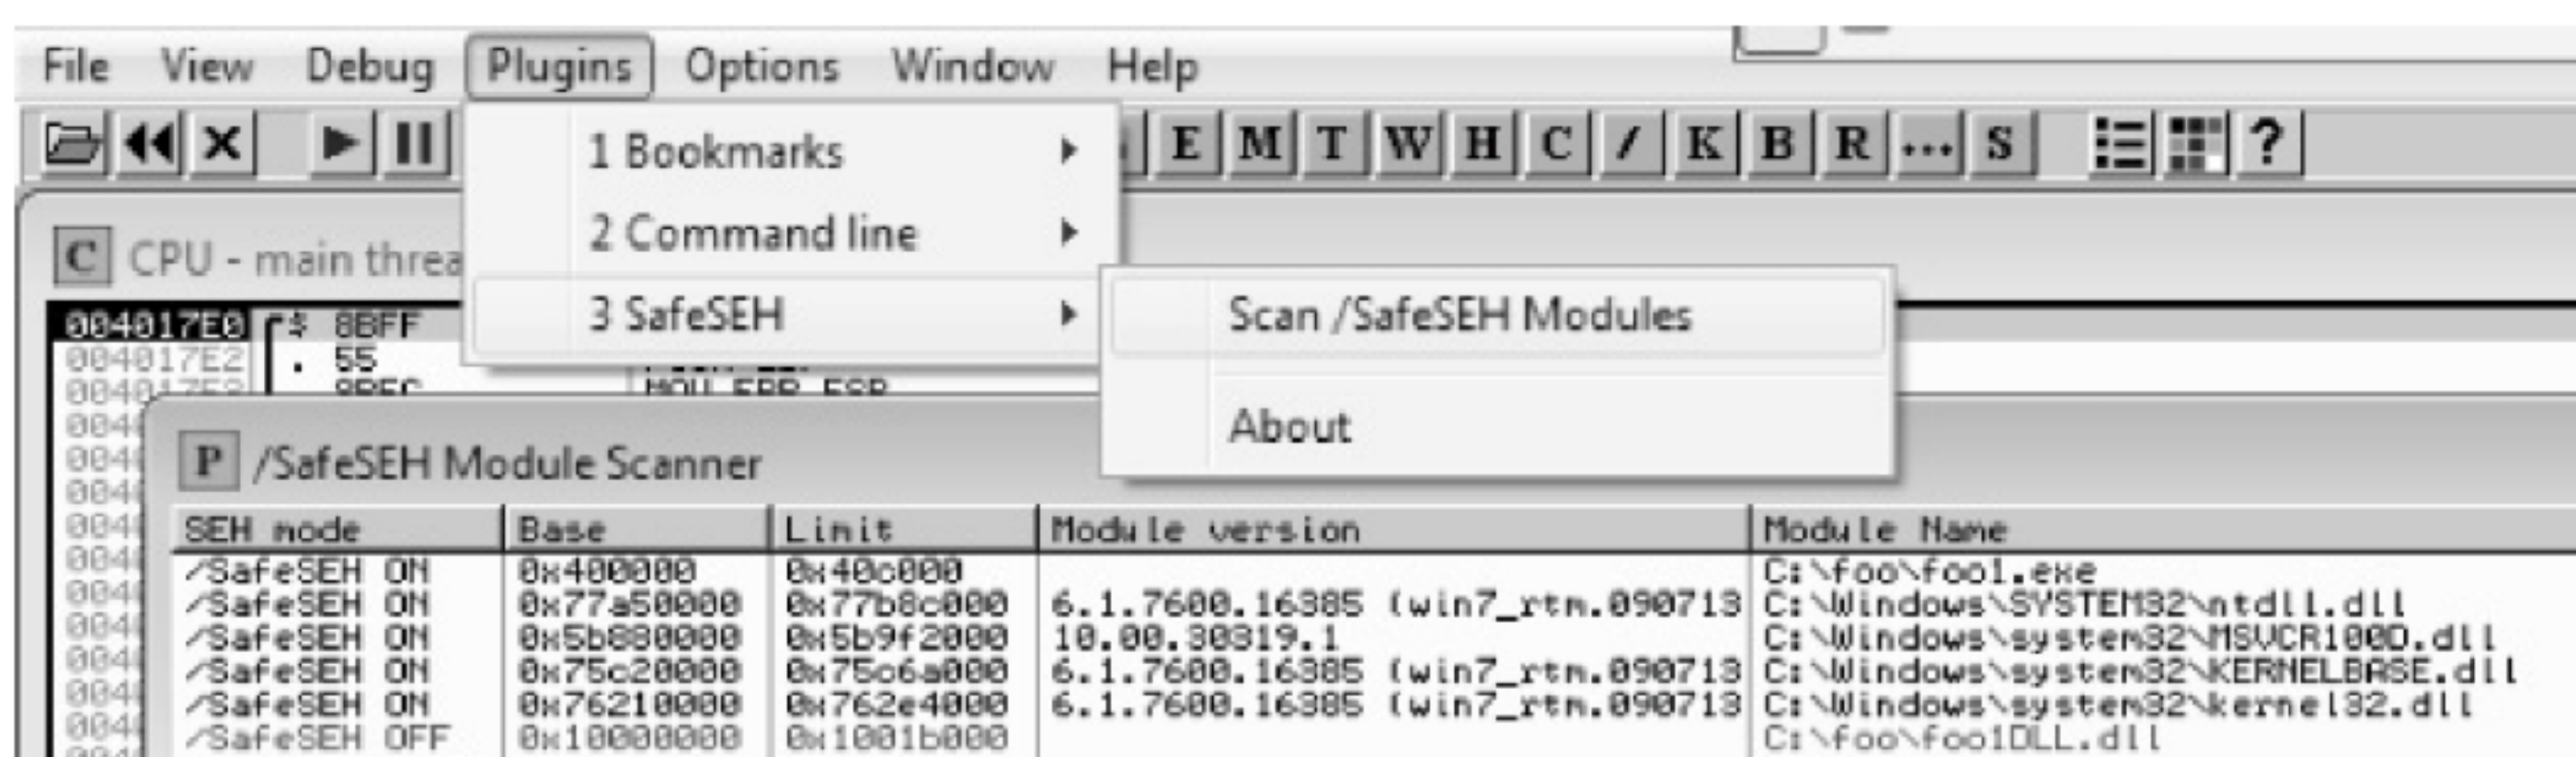 File View Debug Plugins Options Window Help
1 Bookmarks
E M T W H C / K B R ... S ?
2 Command line
C CPU - main threa
3 SafeSEH
Scan /SafeSEH Modules
004017E0 $ 8BFF
004017E2 . 55
MOV EBP,ESP
About
P /SafeSEH Module Scanner
SEH mode Base Limit Module version Module Name
/SafeSEH ON 0x400000 0x40c000 C:\foo\foo1.exe
/SafeSEH ON 0x77a50000 0x77b8c000 6.1.7600.16385 (win7_rtm.090713 C:\Windows\SYSTEM32\ntdll.dll
/SafeSEH ON 0x5b880000 0x5b9f2000 10.00.30319.1 C:\Windows\system32\MSVCR100D.dll
/SafeSEH ON 0x75c20000 0x75c6a000 6.1.7600.16385 (win7_rtm.090713 C:\Windows\system32\KERNELBASE.dll
/SafeSEH ON 0x76210000 0x762e4000 6.1.7600.16385 (win7_rtm.090713 C:\Windows\system32\kernel32.dll
/SafeSEH OFF 0x10000000 0x1001b000 C:\foo\foo1DLL.dll